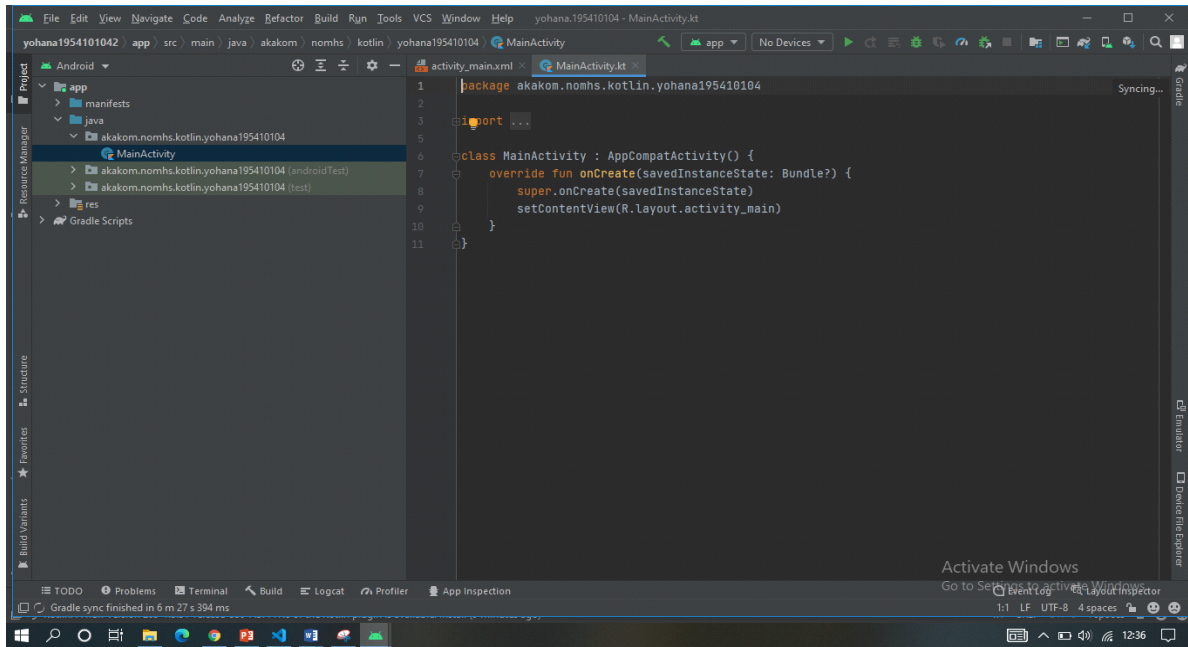 File Edit View Navigate Code Analyze Refactor Build Run Tools VCS Window Help yohana.195410104 - MainActivity.kt
yohana1954101042 app src main java akakom nomhs kotlin yohana195410104 MainActivity app No Devices
Android
activity_main.xml MainActivity.kt
Project
Resource Manager
Structure
Favorites
Build Variants
app
manifests
java
akakom.nomhs.kotlin.yohana195410104
MainActivity
akakom.nomhs.kotlin.yohana195410104 (androidTest)
akakom.nomhs.kotlin.yohana195410104 (test)
res
Gradle Scripts
1 package akakom.nomhs.kotlin.yohana195410104
2
3 import ...
5
6 class MainActivity : AppCompatActivity() {
7 override fun onCreate(savedInstanceState: Bundle?) {
8 super.onCreate(savedInstanceState)
9 setContentView(R.layout.activity_main)
10 }
11 }
Syncing...
Gradle
Emulator
Device File Explorer
Activate Windows
Go to Settings to activate Windows.
TODO Problems Terminal Build Logcat Profiler App Inspection Event Log Layout Inspector
Gradle sync finished in 6 m 27 s 394 ms 1:1 LF UTF-8 4 spaces
12:36